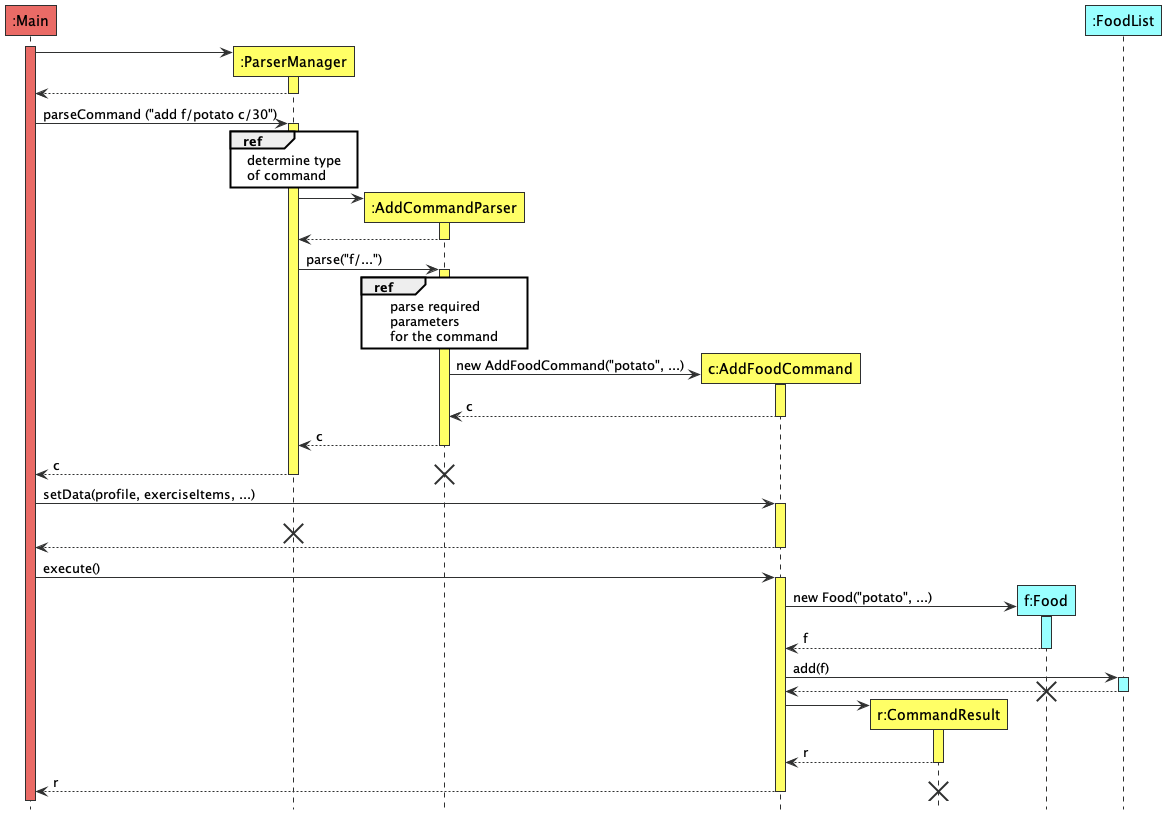 :Main
:FoodList
:ParserManager
parseCommand ("add f/potato c/30")
ref
determine type
of command
:AddCommandParser
parse("f/...")
ref
parse required
parameters
for the command
new AddFoodCommand("potato", ...)
c:AddFoodCommand
c
c
c
setData(profile, exerciseItems, ...)
execute()
new Food("potato", ...)
f:Food
f
add(f)
r:CommandResult
r
r